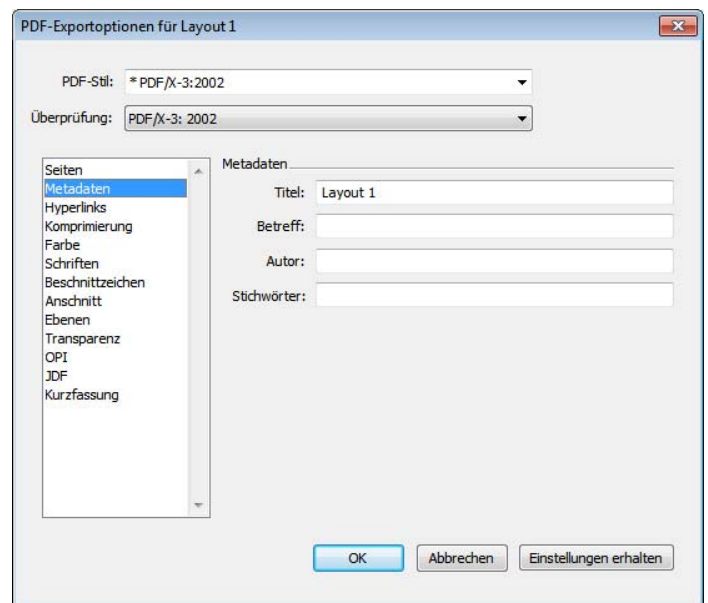 PDF-Exportoptionen für Layout 1
PDF-Stil: * PDF/X-3:2002
Überprüfung: PDF/X-3: 2002
Seiten
Metadaten
Hyperlinks
Komprimierung
Farbe
Schriften
Beschnittzeichen
Anschnitt
Ebenen
Transparenz
OPI
JDF
Kurzfassung
Metadaten
Titel: Layout 1
Betreff:
Autor:
Stichwörter:
OK Abbrechen Einstellungen erhalten